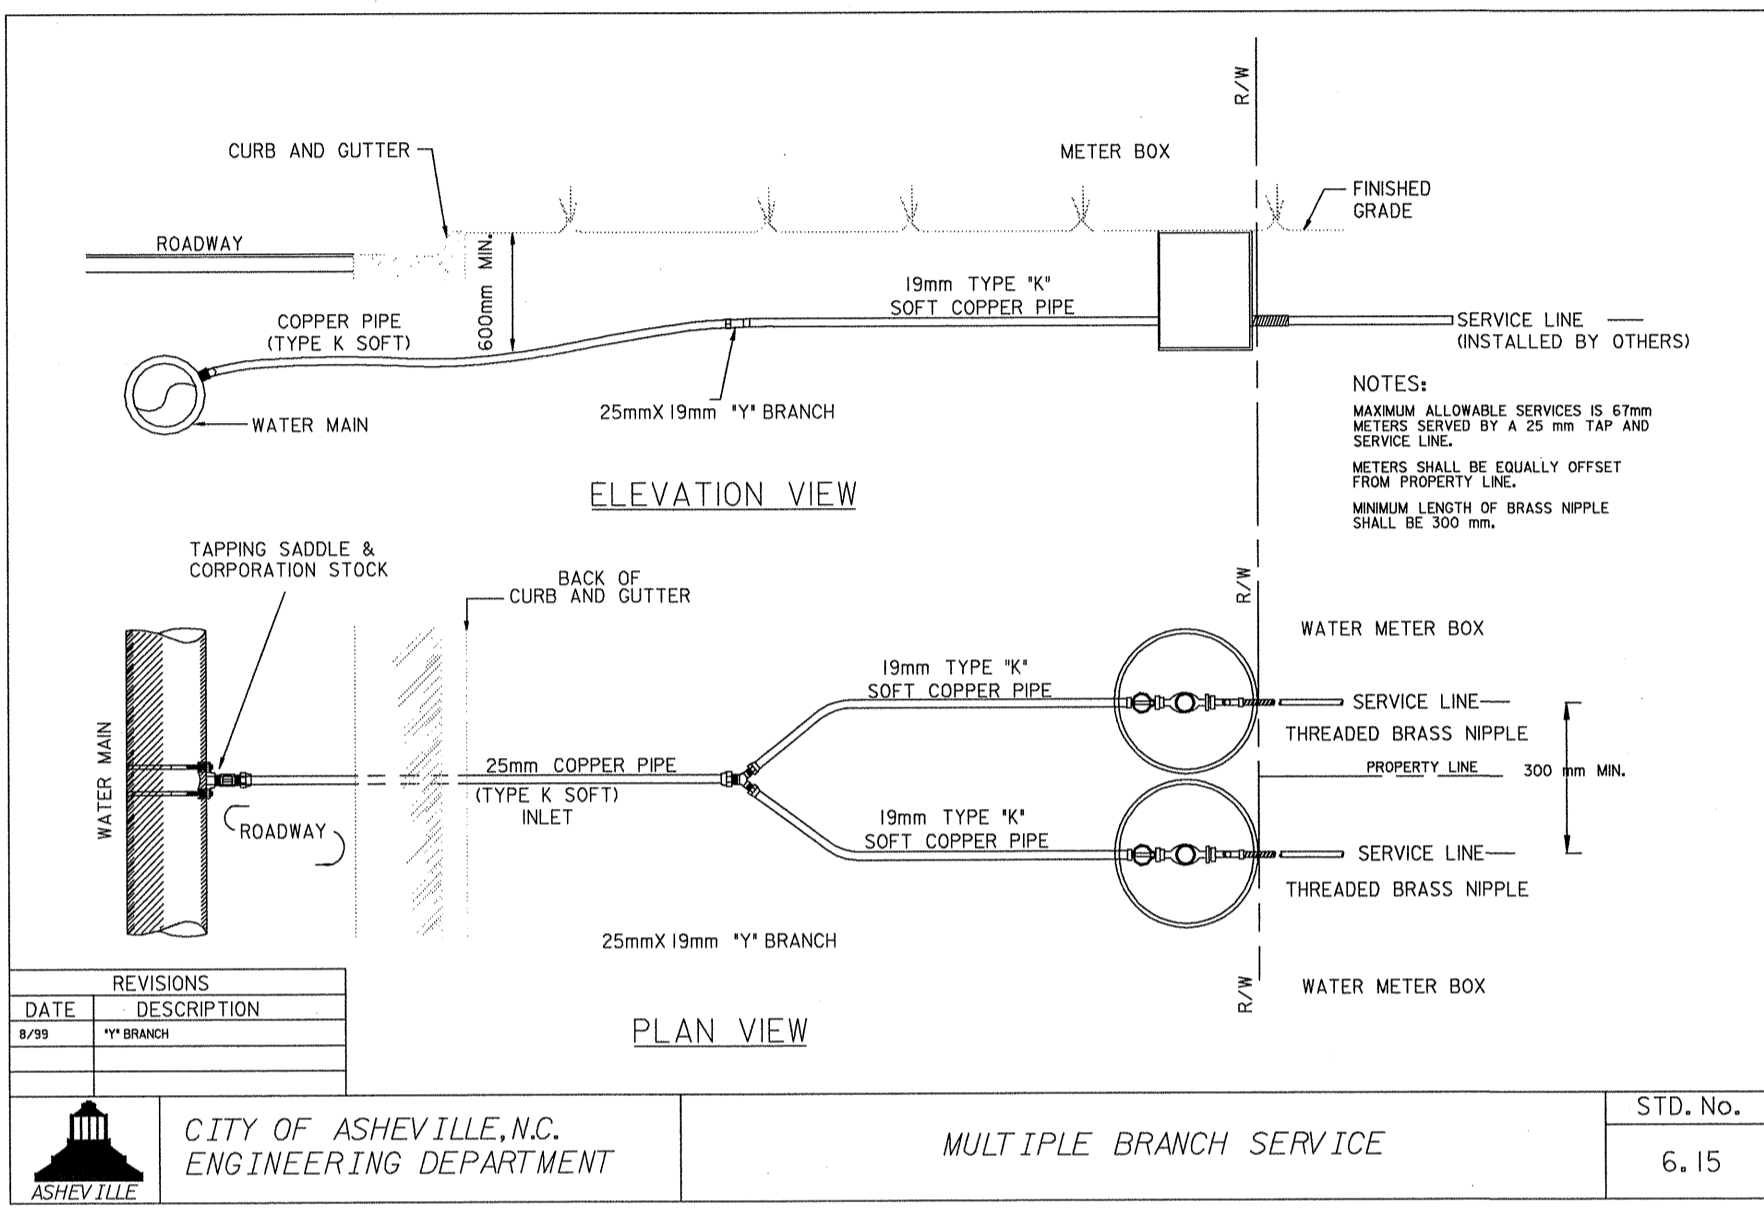 R/W
CURB AND GUTTER
METER BOX
FINISHED
GRADE
ROADWAY
600mm MIN.
19mm TYPE "K"
SOFT COPPER PIPE
COPPER PIPE
(TYPE K SOFT)
SERVICE LINE
(INSTALLED BY OTHERS)
25mmX19mm "Y" BRANCH
WATER MAIN
NOTES:
MAXIMUM ALLOWABLE SERVICES IS 67mm
METERS SERVED BY A 25 mm TAP AND
SERVICE LINE.
METERS SHALL BE EQUALLY OFFSET
FROM PROPERTY LINE.
MINIMUM LENGTH OF BRASS NIPPLE
SHALL BE 300 mm.
ELEVATION VIEW
TAPPING SADDLE &
CORPORATION STOCK
BACK OF
CURB AND GUTTER
R/W
WATER METER BOX
19mm TYPE "K"
SOFT COPPER PIPE
SERVICE LINE
THREADED BRASS NIPPLE
WATER MAIN
25mm COPPER PIPE
(TYPE K SOFT)
INLET
PROPERTY LINE
300 mm MIN.
ROADWAY
19mm TYPE "K"
SOFT COPPER PIPE
SERVICE LINE
THREADED BRASS NIPPLE
25mmX19mm "Y" BRANCH
R/W
WATER METER BOX
PLAN VIEW
REVISIONS
DATE DESCRIPTION
8/99 "Y" BRANCH
ASHEVILLE
CITY OF ASHEVILLE, N.C.
ENGINEERING DEPARTMENT
MULTIPLE BRANCH SERVICE
STD. No.
6.15